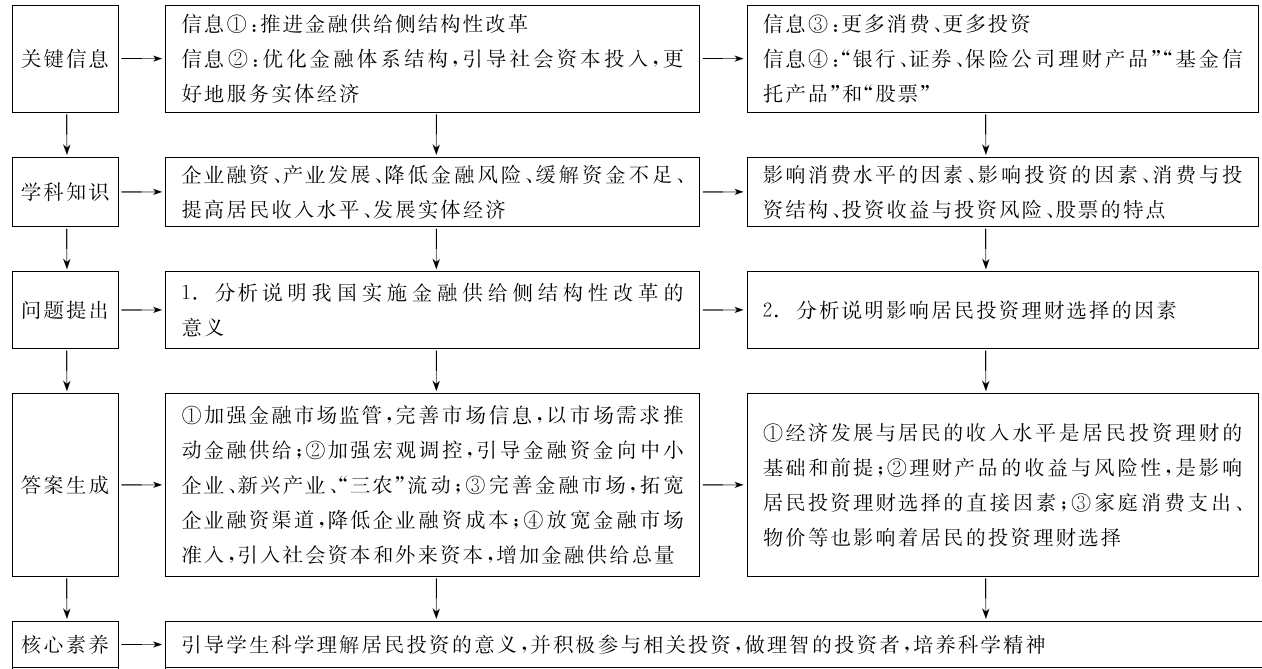 关键信息
信息①:推进金融供给侧结构性改革
信息②:优化金融体系结构,引导社会资本投入,更
好地服务实体经济
信息③:更多消费、更多投资
信息④:“银行、证券、保险公司理财产品”“基金信
托产品”和“股票”
学科知识
企业融资、产业发展、降低金融风险、缓解资金不足、
提高居民收入水平、发展实体经济
影响消费水平的因素、影响投资的因素、消费与投
资结构、投资收益与投资风险、股票的特点
问题提出
1. 分析说明我国实施金融供给侧结构性改革的
意义
2. 分析说明影响居民投资理财选择的因素
答案生成
①加强金融市场监管,完善市场信息,以市场需求推
动金融供给;②加强宏观调控,引导金融资金向中小
企业、新兴产业、“三农”流动;③完善金融市场,拓宽
企业融资渠道,降低企业融资成本;④放宽金融市场
准入,引入社会资本和外来资本,增加金融供给总量
①经济发展与居民的收入水平是居民投资理财的
基础和前提;②理财产品的收益与风险性,是影响
居民投资理财选择的直接因素;③家庭消费支出、
物价等也影响着居民的投资理财选择
核心素养
引导学生科学理解居民投资的意义,并积极参与相关投资,做理智的投资者,培养科学精神